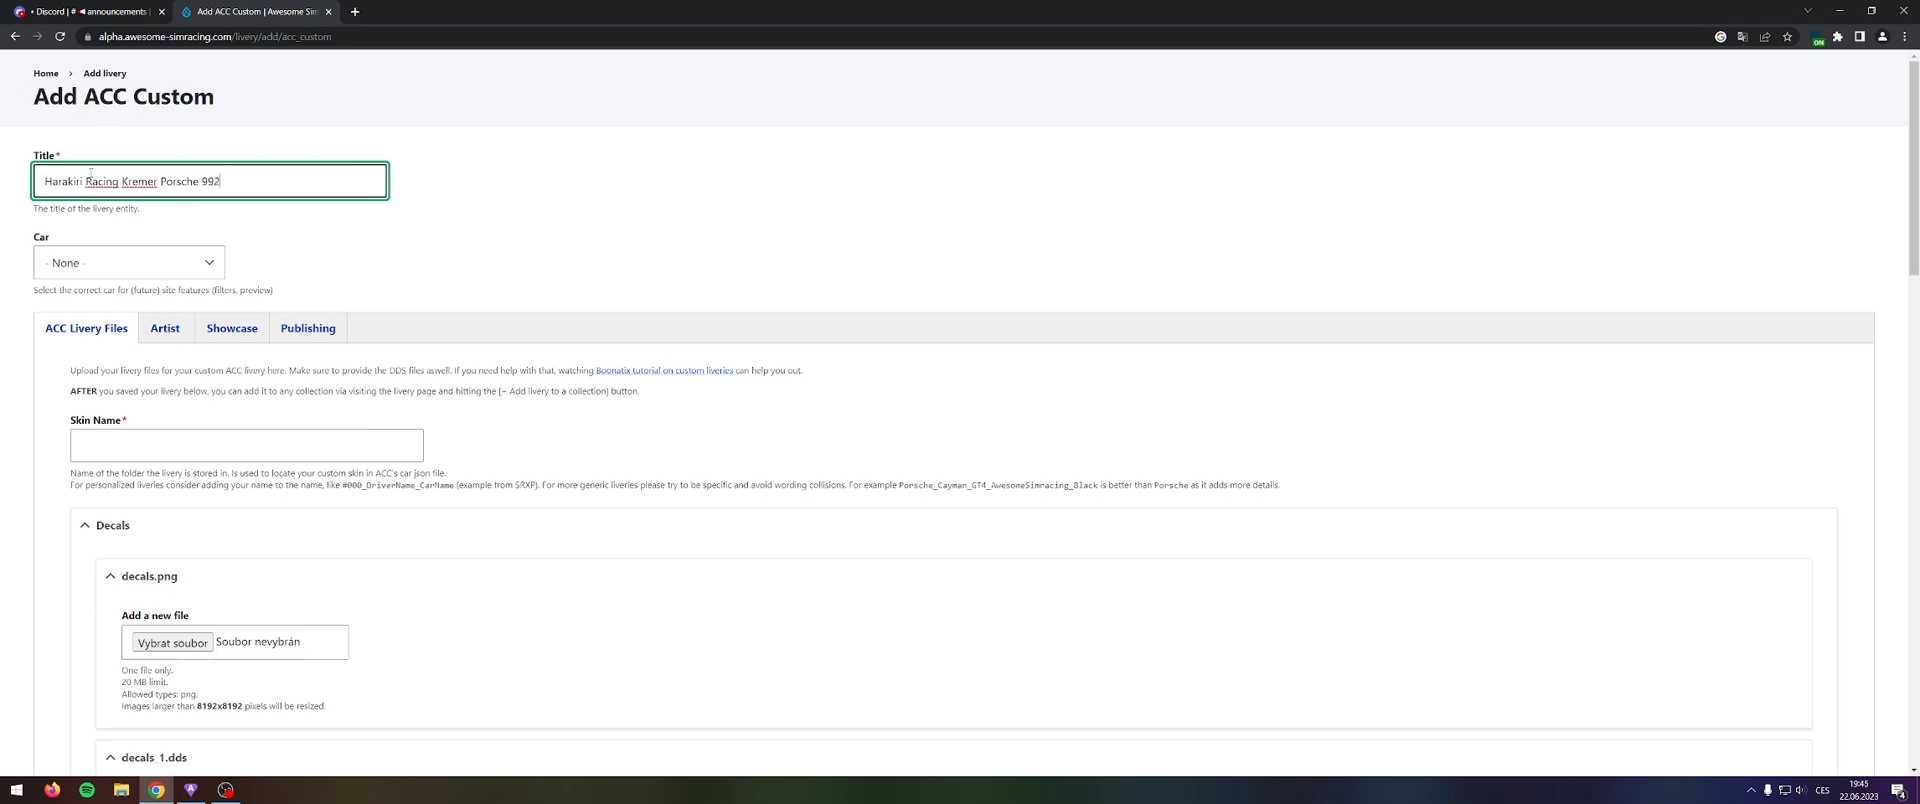 Discord | # announcements |
Add ACC Custom | Awesome Sim
alpha.awesome-simracing.com/livery/add/acc_custom
ON
Home › Add livery
Add ACC Custom
Title*
Harakiri Racing Kremer Porsche 992
The title of the livery entity.
Car
- None -
Select the correct car for (future) site features (filters, preview)
ACC Livery Files
Artist
Showcase
Publishing
Upload your livery files for your custom ACC livery here. Make sure to provide the DDS files aswell. If you need help with that, watching Boonatix tutorial on custom liveries can help you out.
AFTER you saved your livery below, you can add it to any collection via visiting the livery page and hitting the [+ Add livery to a collection] button.
Skin Name*
Name of the folder the livery is stored in. Is used to locate your custom skin in ACC's car json file.
For personalized liveries consider adding your name to the name, like #000_DriverName_CarName (example from SRXP). For more generic liveries please try to be specific and avoid wording collisions. For example Porsche_Cayman_GT4_AwesomeSimracing_Black is better than Porsche as it adds more details.
Decals
decals.png
Add a new file
Vybrat soubor Soubor nevybrán
One file only.
20 MB limit.
Allowed types: png.
Images larger than 8192x8192 pixels will be resized.
decals_1.dds
CES
19:45
22.06.2023
4